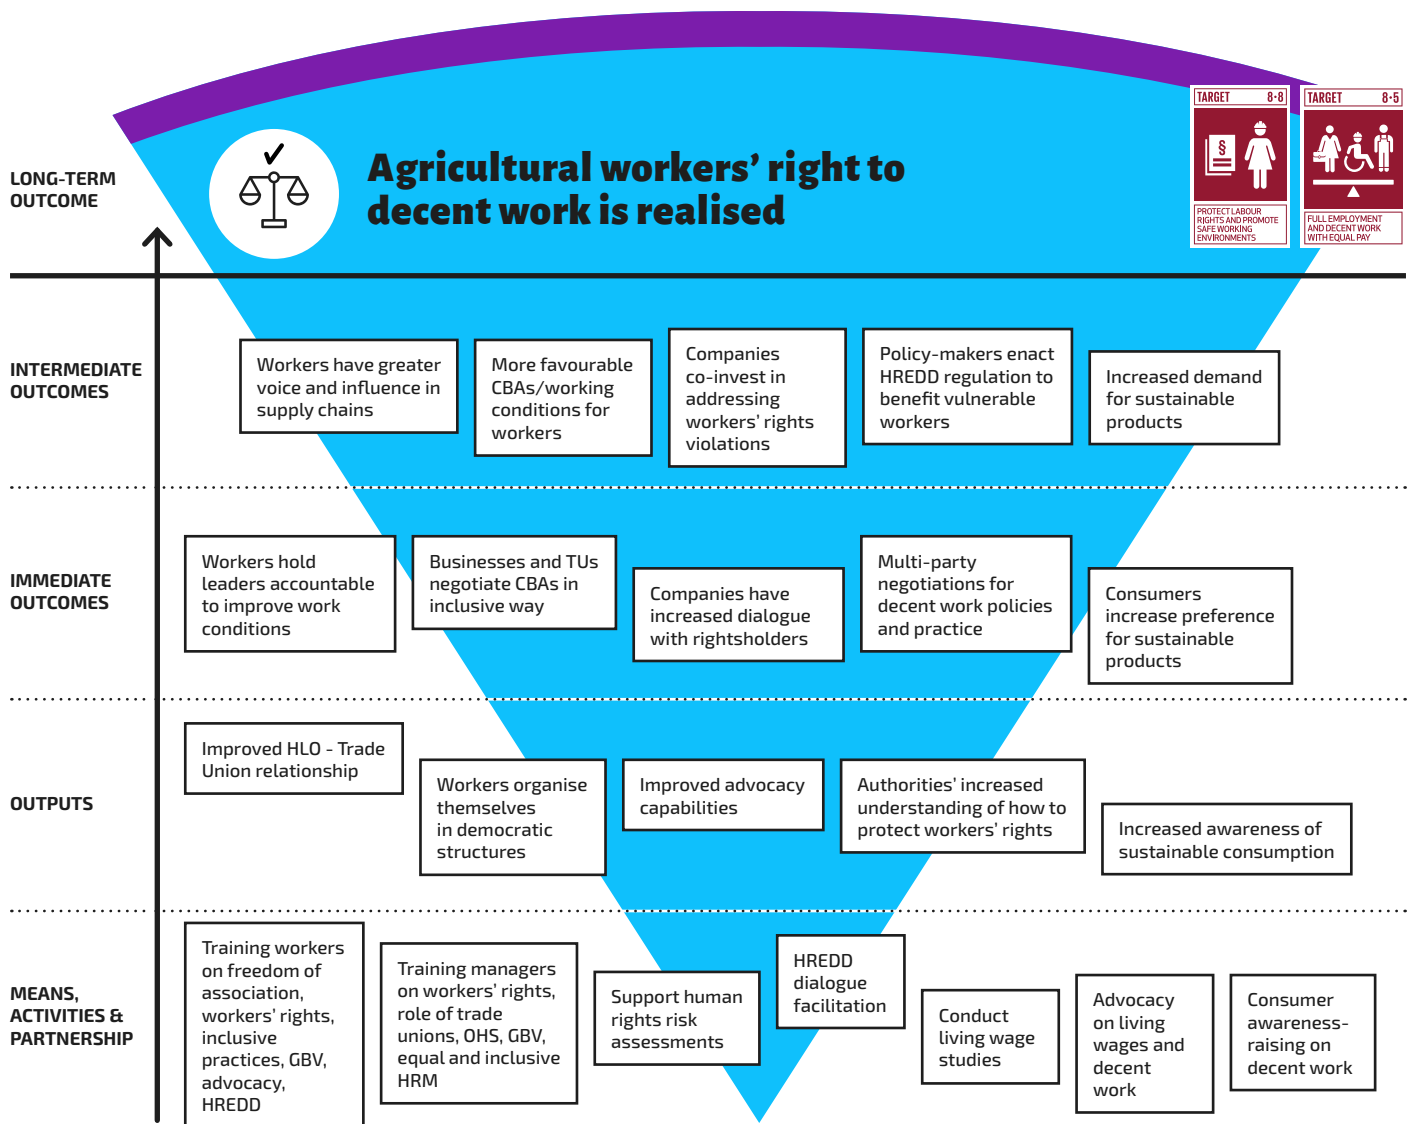 TARGET 8·8
TARGET 8·5
PROTECT LABOUR
RIGHTS AND PROMOTE
SAFE WORKING
ENVIRONMENTS
FULL EMPLOYMENT
AND DECENT WORK
WITH EQUAL PAY
§
LONG-TERM
OUTCOME
Agricultural workers’ right to
decent work is realised
INTERMEDIATE
OUTCOMES
Workers have greater
voice and influence in
supply chains
More favourable
CBAs/working
conditions for
workers
Companies
co-invest in
addressing
workers’ rights
violations
Policy-makers enact
HREDD regulation to
benefit vulnerable
workers
Increased demand
for sustainable
products
IMMEDIATE
OUTCOMES
Workers hold
leaders accountable
to improve work
conditions
Businesses and TUs
negotiate CBAs in
inclusive way
Companies have
increased dialogue
with rightsholders
Multi-party
negotiations for
decent work policies
and practice
Consumers
increase preference
for sustainable
products
OUTPUTS
Improved HLO - Trade
Union relationship
Workers organise
themselves
in democratic
structures
Improved advocacy
capabilities
Authorities’ increased
understanding of how to
protect workers’ rights
Increased awareness of
sustainable consumption
MEANS,
ACTIVITIES &
PARTNERSHIP
Training workers
on freedom of
association,
workers’ rights,
inclusive
practices, GBV,
advocacy,
HREDD
Training managers
on workers’ rights,
role of trade
unions, OHS, GBV,
equal and inclusive
HRM
Support human
rights risk
assessments
HREDD
dialogue
facilitation
Conduct
living wage
studies
Advocacy
on living
wages and
decent
work
Consumer
awareness-
raising on
decent work